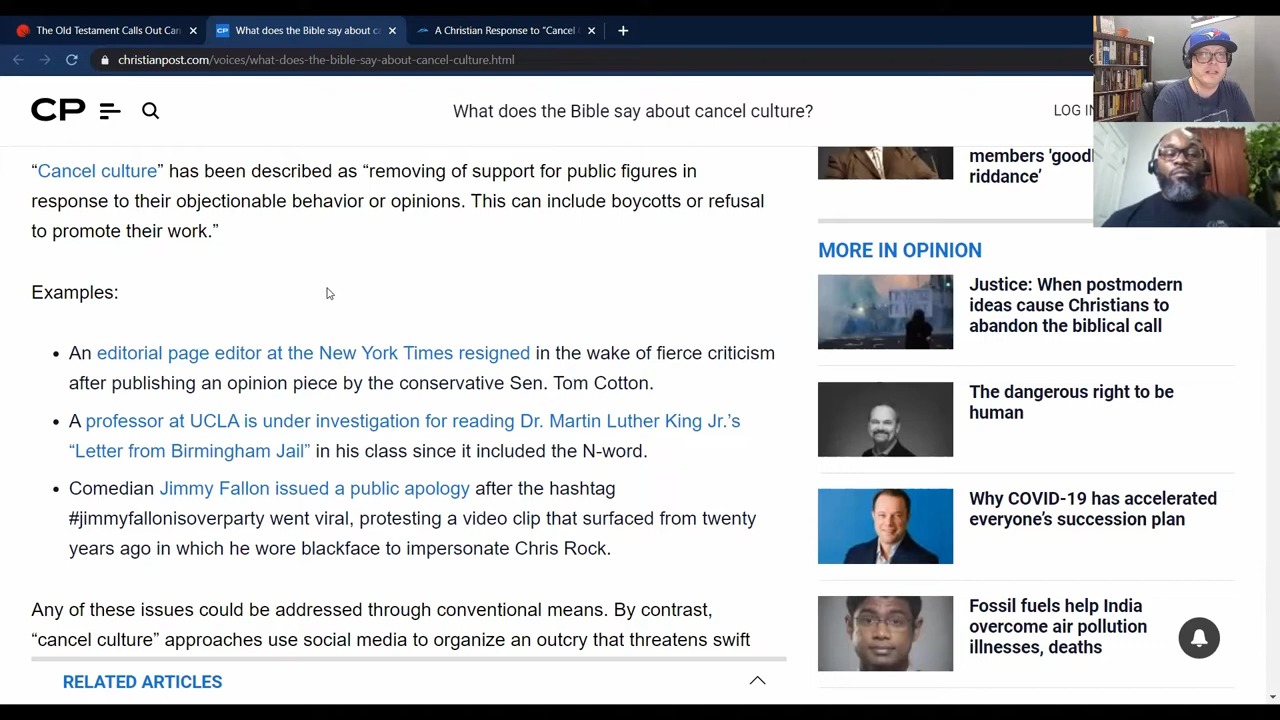 The Old Testament Calls Out Can
What does the Bible say about ca
A Christian Response to “Cancel
christianpost.com/voices/what-does-the-bible-say-about-cancel-culture.html
CP
What does the Bible say about cancel culture?
LOG IN
“Cancel culture” has been described as “removing of support for public figures in
response to their objectionable behavior or opinions. This can include boycotts or refusal
to promote their work.”
Examples:
• An editorial page editor at the New York Times resigned in the wake of fierce criticism
after publishing an opinion piece by the conservative Sen. Tom Cotton.
• A professor at UCLA is under investigation for reading Dr. Martin Luther King Jr.’s
“Letter from Birmingham Jail” in his class since it included the N-word.
• Comedian Jimmy Fallon issued a public apology after the hashtag
#jimmyfallonisoverparty went viral, protesting a video clip that surfaced from twenty
years ago in which he wore blackface to impersonate Chris Rock.
Any of these issues could be addressed through conventional means. By contrast,
“cancel culture” approaches use social media to organize an outcry that threatens swift
RELATED ARTICLES
members 'good
riddance’
MORE IN OPINION
Justice: When postmodern
ideas cause Christians to
abandon the biblical call
The dangerous right to be
human
Why COVID-19 has accelerated
everyone’s succession plan
Fossil fuels help India
overcome air pollution
illnesses, deaths